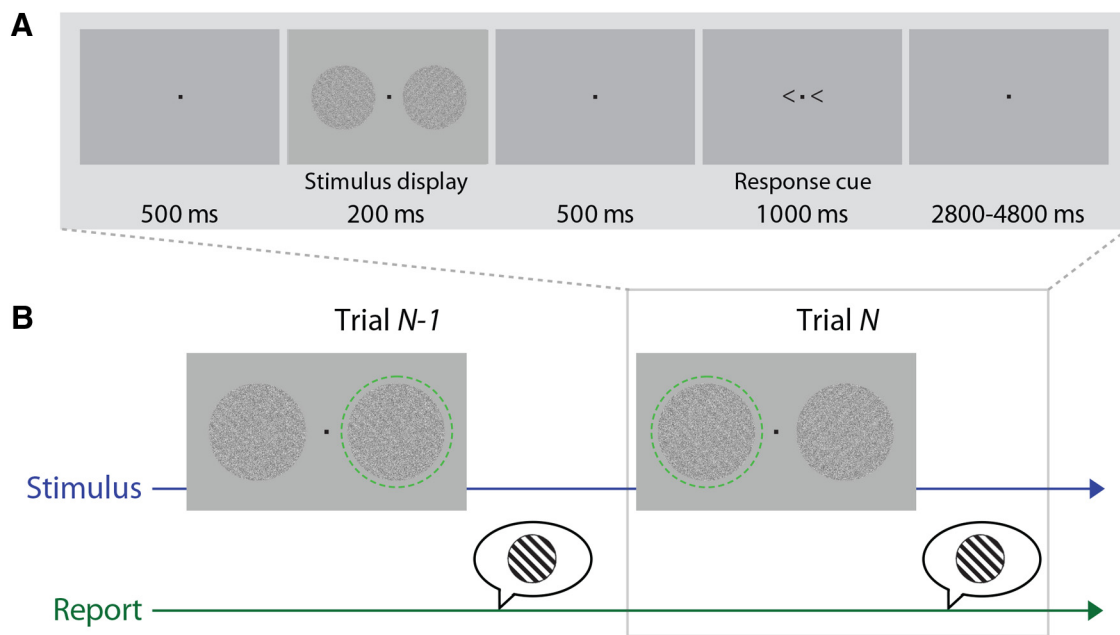 A
<·<
Stimulus display
Response cue
500 ms
200 ms
500 ms
1000 ms
2800-4800 ms
B
Trial N-1
Trial N
Stimulus
Report